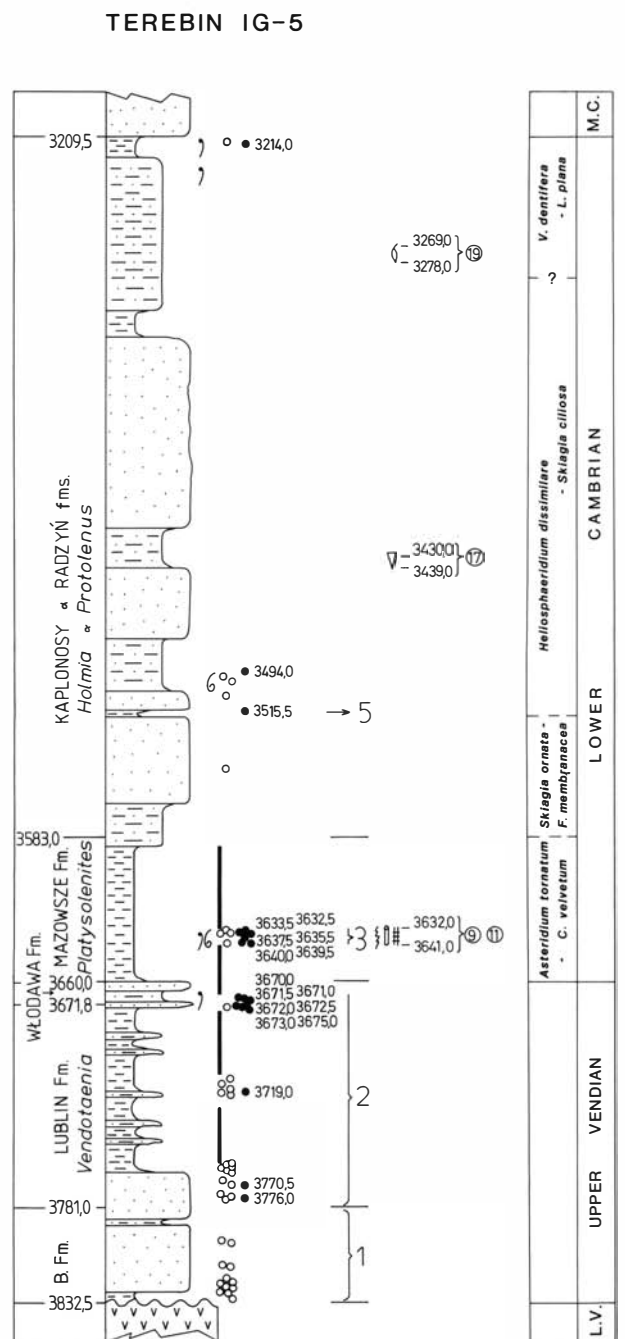 TEREBIN IG-5
3209,5
3583,0
3660,0
3671,8
3781,0
3832,5
KAPLONOSY ∝ RADZYŃ fms.
Holmia ∝ Protolenus
MAZOWSZE Fm.
Platysolenites
WŁODAWA Fm.
LUBLIN Fm.
Vendotaenia
B. Fm.
3214,0
3269,0
3278,0
19
3430,0
3439,0
17
3494,0
3515,5
5
3633,5 3632,5
3637,5 3635,5
3640,0 3639,5
3
3632,0
3641,0
9 11
3670,0
3671,5 3671,0
3672,0 3672,5
3673,0 3675,0
2
3719,0
3770,5
3776,0
1
V. dentifera
- L. plana
?
Heliosphaeridium dissimilare
- Skiagia ciliosa
Skiagia ornata -
F. membranacea
Asteridium tornatum
- C. velvetum
M.C.
LOWER CAMBRIAN
UPPER VENDIAN
L.V.
V V V V V
V V V V